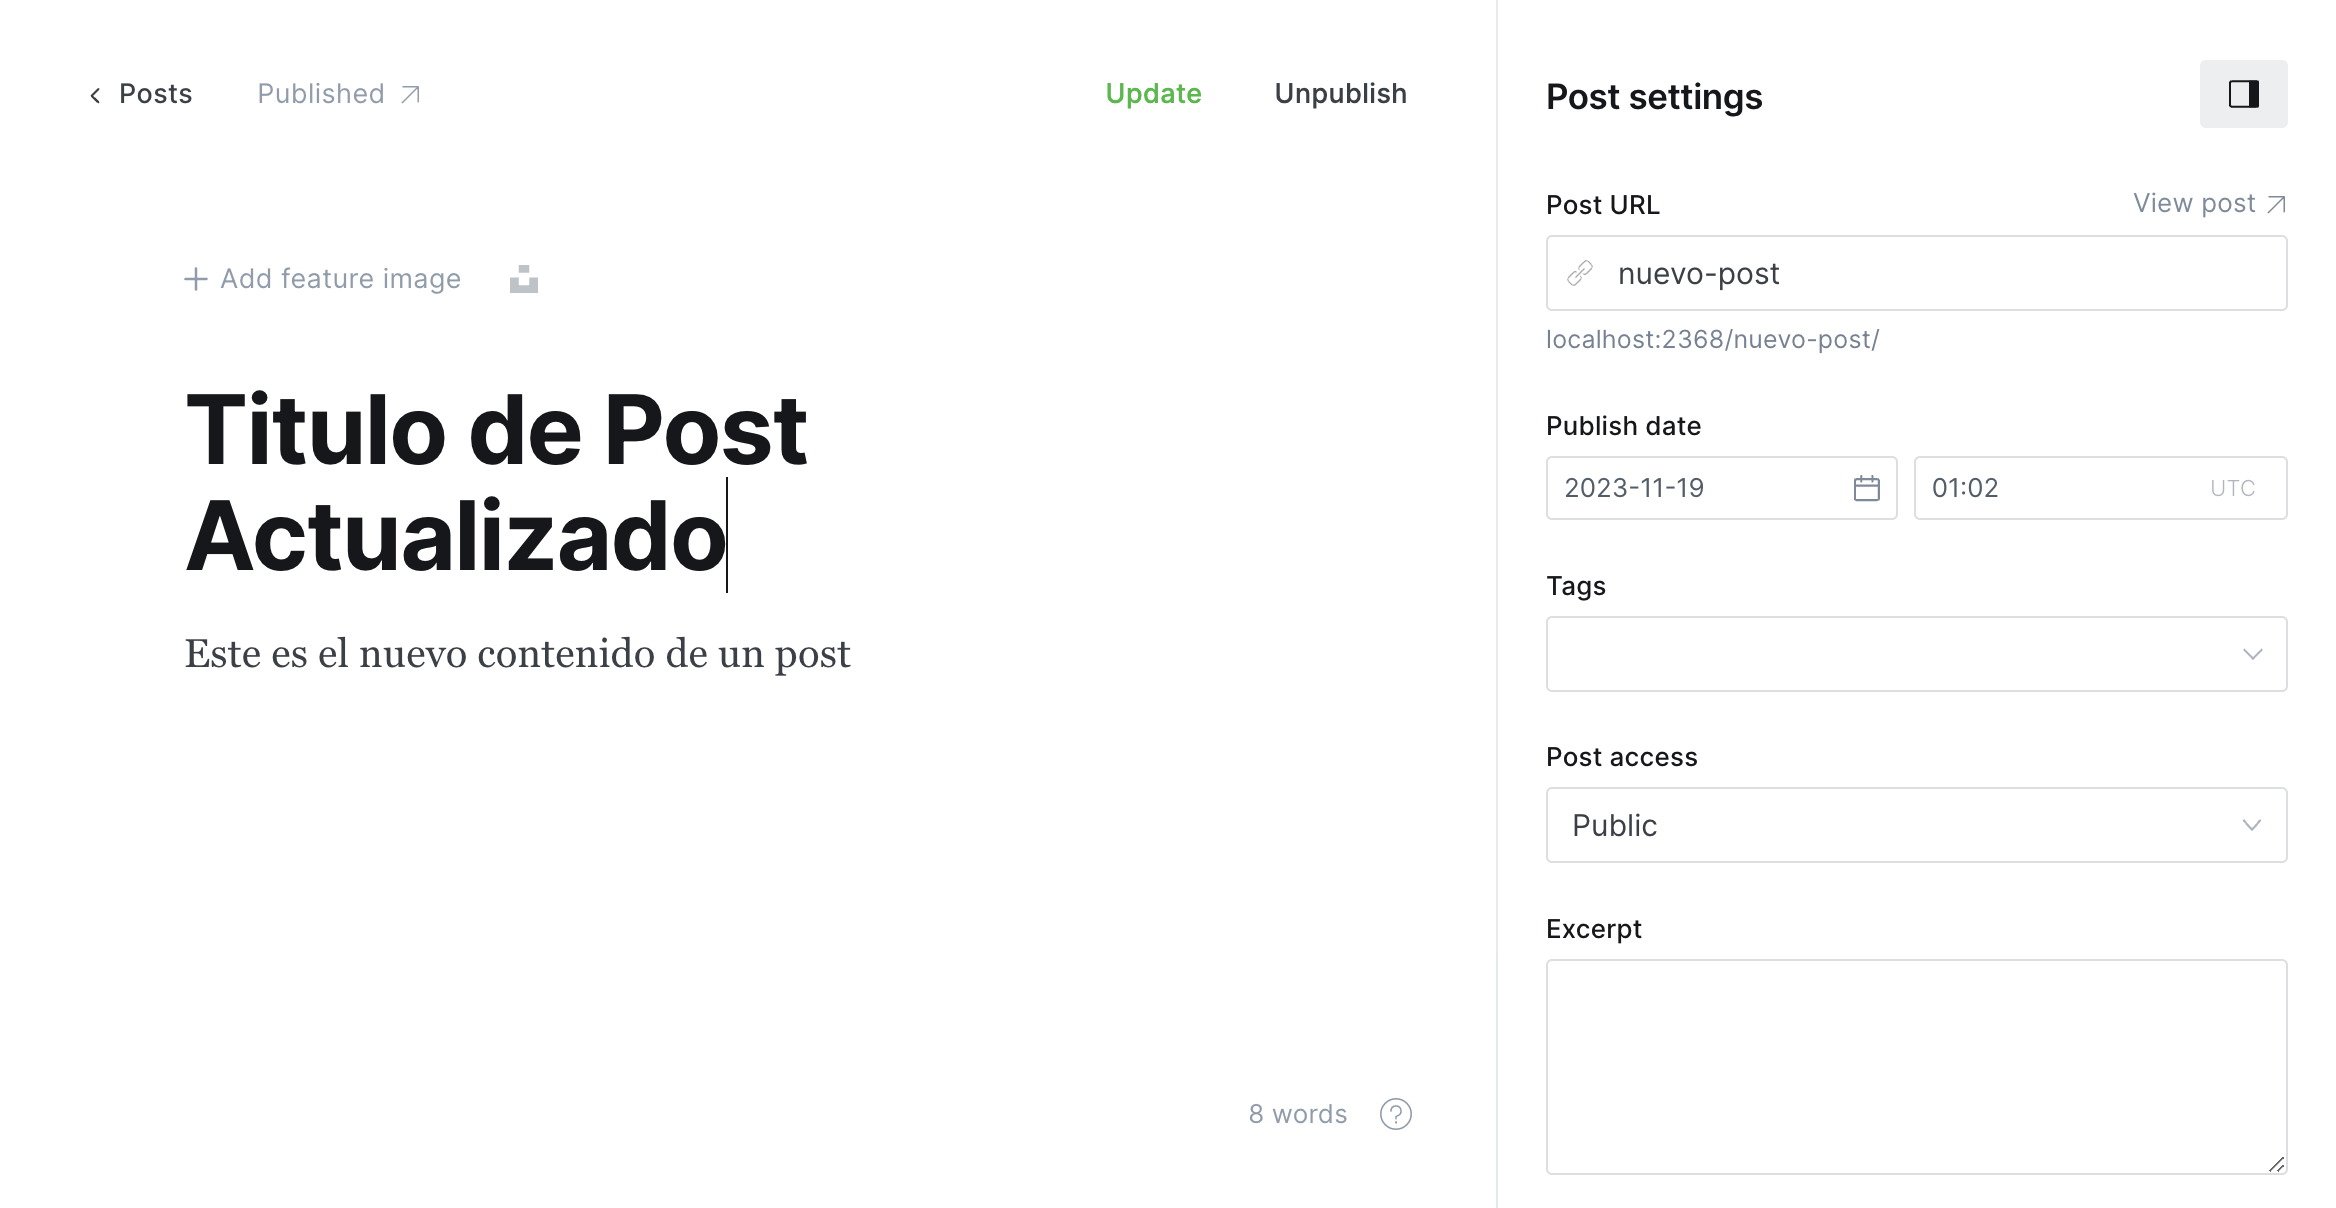 Posts
Published
Update
Unpublish
Add feature image
Titulo de Post
Actualizado
Este es el nuevo contenido de un post
8 words
?
Post settings
Post URL
View post
nuevo-post
localhost:2368/nuevo-post/
Publish date
2023-11-19
01:02 UTC
Tags
Post access
Public
Excerpt